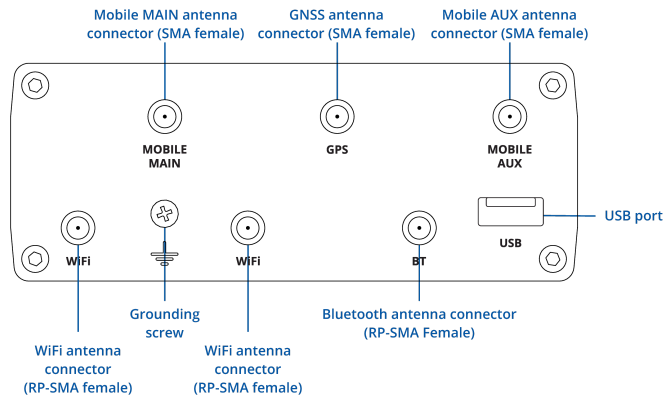 Mobile MAIN antenna
connector (SMA female)
GNSS antenna
connector (SMA female)
Mobile AUX antenna
connector (SMA female)
MOBILE
MAIN
GPS
MOBILE
AUX
USB port
USB
WiFi
WiFi
BT
Grounding
screw
Bluetooth antenna connector
(RP-SMA Female)
WiFi antenna
connector
(RP-SMA female)
WiFi antenna
connector
(RP-SMA female)